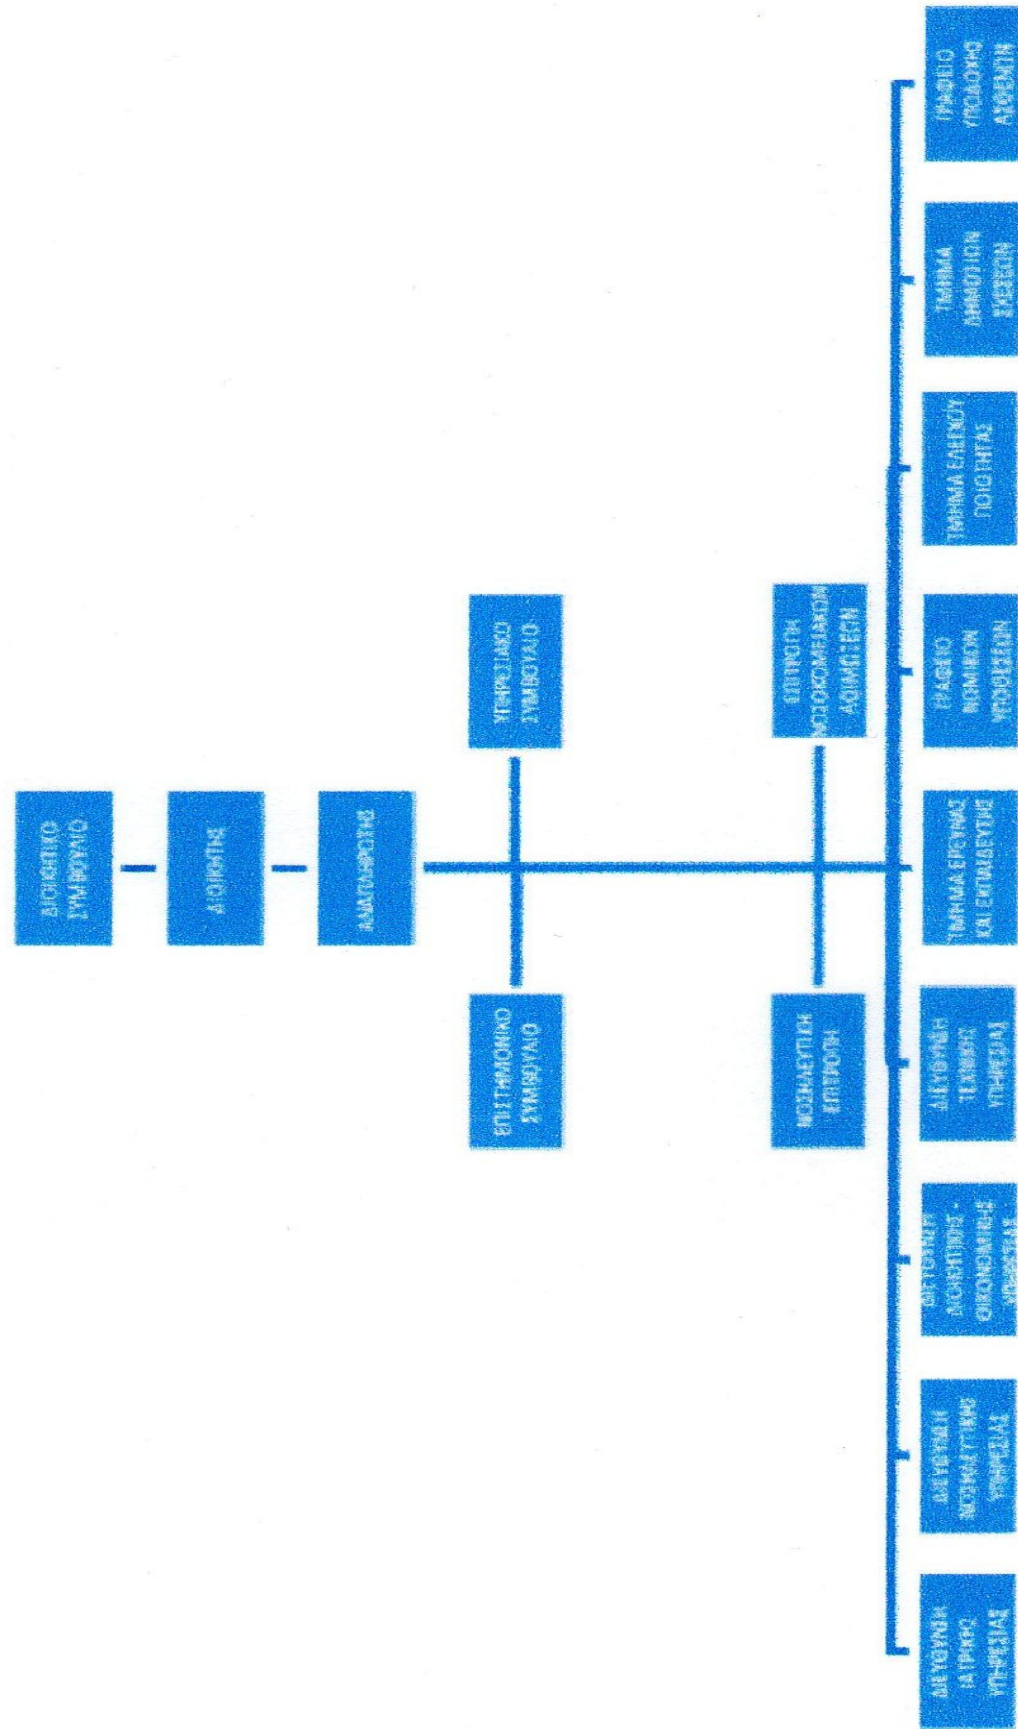 ΔΙΟΙΚΗΤΙΚΟ
ΣΥΜΒΟΥΛΙΟ
ΔΙΟΙΚΗΤΗΣ
ΑΝΑΠΛΗΡΩΤΗΣ
ΕΠΙΣΤΗΜΟΝΙΚΟ
ΣΥΜΒΟΥΛΙΟ
ΥΠΗΡΕΣΙΑΚΟ
ΣΥΜΒΟΥΛΙΟ
ΝΟΣΗΛΕΥΤΙΚΗ
ΕΠΙΤΡΟΠΗ
ΕΠΙΤΡΟΠΗ
ΝΟΣΟΚΟΜΕΙΑΚΩΝ
ΛΟΙΜΩΞΕΩΝ
ΔΙΕΥΘΥΝΣΗ
ΙΑΤΡΙΚΗΣ
ΥΠΗΡΕΣΙΑΣ
ΔΙΕΥΘΥΝΣΗ
ΝΟΣΗΛΕΥΤΙΚΗΣ
ΥΠΗΡΕΣΙΑΣ
ΔΙΕΥΘΥΝΣΗ
ΔΙΟΙΚΗΤΙΚΗΣ -
ΟΙΚΟΝΟΜΙΚΗΣ
ΥΠΗΡΕΣΙΑΣ
ΔΙΕΥΘΥΝΣΗ
ΤΕΧΝΙΚΗΣ
ΥΠΗΡΕΣΙΑΣ
ΤΜΗΜΑ ΕΡΕΥΝΑΣ
ΚΑΙ ΕΚΠΑΙΔΕΥΣΗΣ
ΓΡΑΦΕΙΟ
ΝΟΜΙΚΩΝ
ΥΠΟΘΕΣΕΩΝ
ΤΜΗΜΑ ΕΛΕΓΧΟΥ
ΠΟΙΟΤΗΤΑΣ
ΤΜΗΜΑ
ΔΗΜΟΣΙΩΝ
ΣΧΕΣΕΩΝ
ΓΡΑΦΕΙΟ
ΥΠΟΔΟΧΗΣ
ΑΣΘΕΝΩΝ